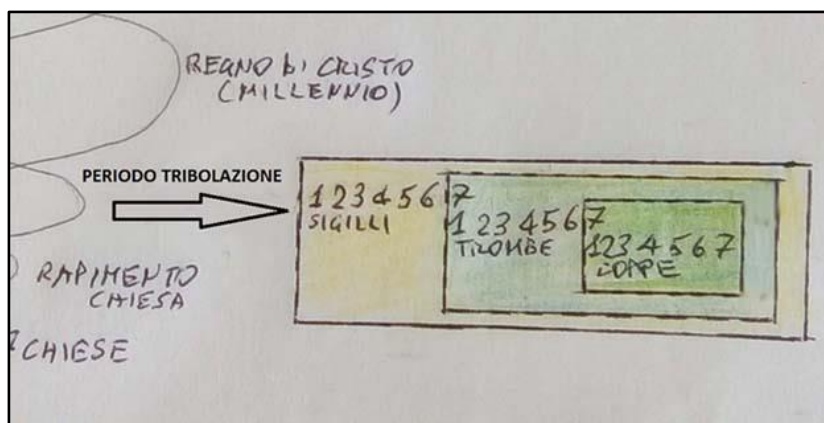 REGNO DI CRISTO
(MILLENNIO)
PERIODO TRIBOLAZIONE
1 2 3 4 5 6 7
SIGILLI
1 2 3 4 5 6 7
TROMBE
1 2 3 4 5 6 7
COPPE
RAPIMENTO
CHIESA
CHIESE